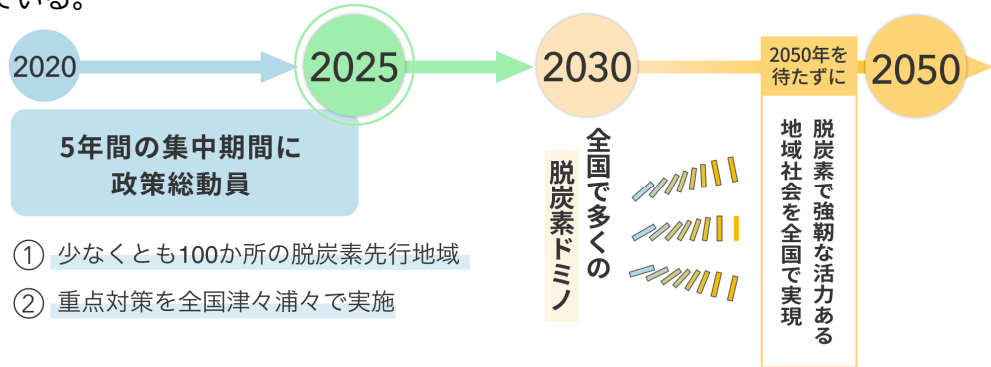 ている。
2020
2025
2030
2050年を
待たずに
2050
5年間の集中期間に
政策総動員
① 少なくとも100か所の脱炭素先行地域
② 重点対策を全国津々浦々で実施
全国で多くの
脱炭素ドミノ
脱炭素で強靭な活力ある
地域社会を全国で実現